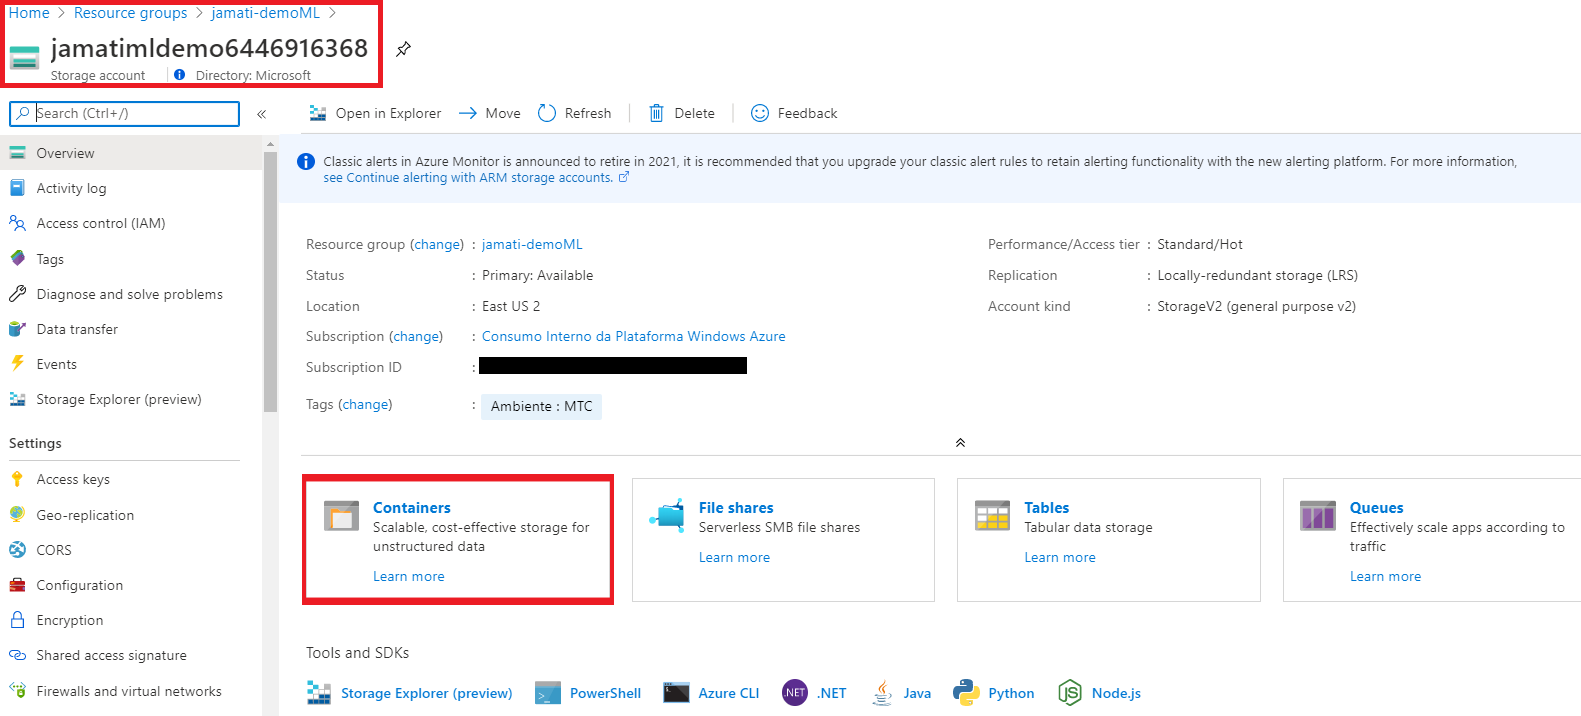 Home > Resource groups > jamati-demoML >
jamatimldemo6446916368
Storage account
Directory: Microsoft
Search (Ctrl+/)
«
Open in Explorer
Move
Refresh
Delete
Feedback
Overview
Activity log
Access control (IAM)
Tags
Diagnose and solve problems
Data transfer
Events
Storage Explorer (preview)
Settings
Access keys
Geo-replication
CORS
Configuration
Encryption
Shared access signature
Firewalls and virtual networks
Classic alerts in Azure Monitor is announced to retire in 2021, it is recommended that you upgrade your classic alert rules to retain alerting functionality with the new alerting platform. For more information,
see Continue alerting with ARM storage accounts.
Resource group (change) : jamati-demoML
Status : Primary: Available
Location : East US 2
Subscription (change) : Consumo Interno da Plataforma Windows Azure
Subscription ID :
Tags (change) : Ambiente : MTC
Performance/Access tier : Standard/Hot
Replication : Locally-redundant storage (LRS)
Account kind : StorageV2 (general purpose v2)
Containers
Scalable, cost-effective storage for
unstructured data
Learn more
File shares
Serverless SMB file shares
Learn more
Tables
Tabular data storage
Learn more
Queues
Effectively scale apps according to
traffic
Learn more
Tools and SDKs
Storage Explorer (preview)
PowerShell
Azure CLI
.NET
.NET
Java
Python
JS
Node.js